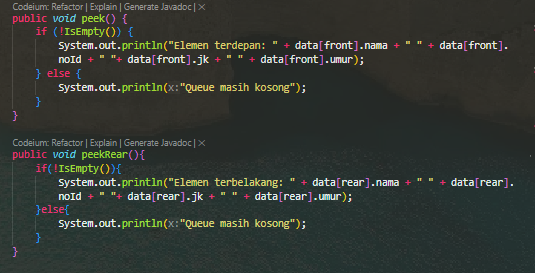 Codeium: Refactor | Explain | Generate Javadoc | ×
public void peek() {
if (!IsEmpty()) {
System.out.println("Elemen terdepan: " + data[front].nama + " " + data[front].
noId + " "+ data[front].jk + " " + data[front].umur);
} else {
System.out.println(x:"Queue masih kosong");
}
}
Codeium: Refactor | Explain | Generate Javadoc | ×
public void peekRear(){
if(!IsEmpty()){
System.out.println("Elemen terbelakang: " + data[rear].nama + " " + data[rear].
noId + " "+ data[rear].jk + " " + data[rear].umur);
}else{
System.out.println(x:"Queue masih kosong");
}
}